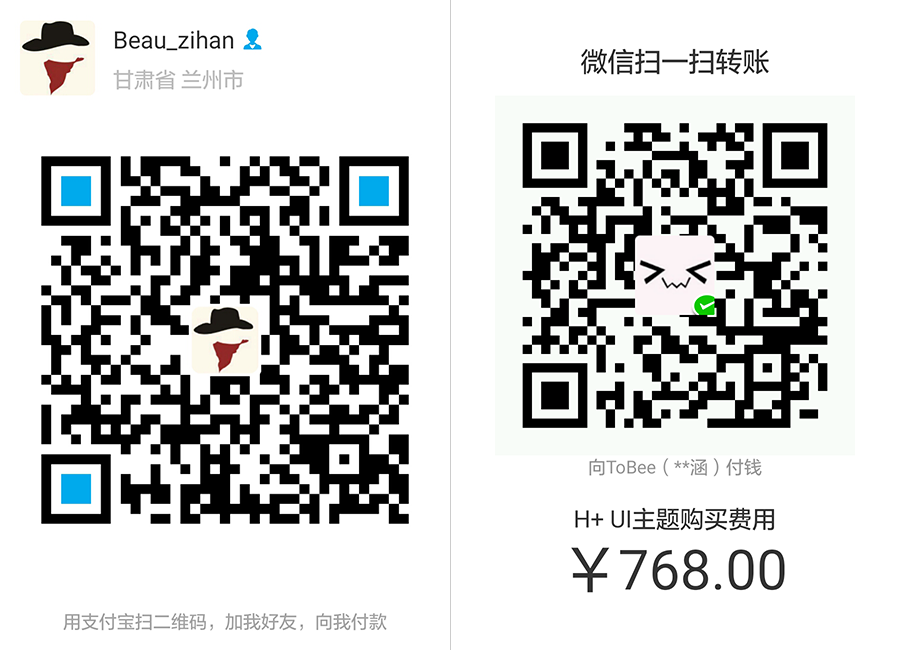 Beau_zihan
甘肃省 兰州市
用支付宝扫二维码，加我好友，向我付款
微信扫一扫转账
向ToBee（**涵）付钱
H+ UI主题购买费用
￥768.00